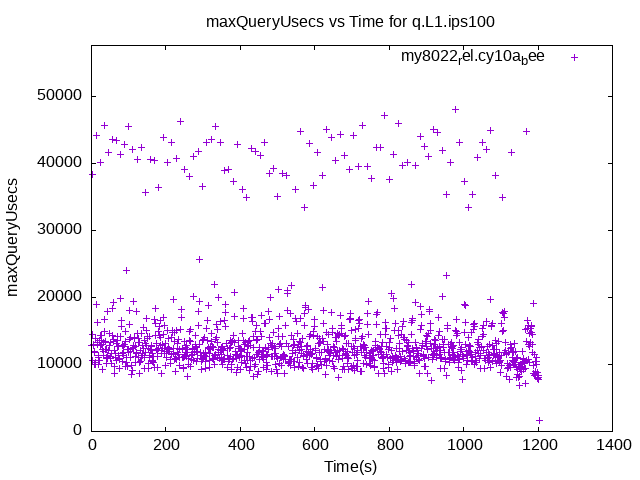 maxQueryUsecs vs Time for q.L1.ips100
my8022rel.cy10abee
50000
40000
30000
20000
10000
0
maxQueryUsecs
0 200 400 600 800 1000 1200 1400
Time(s)